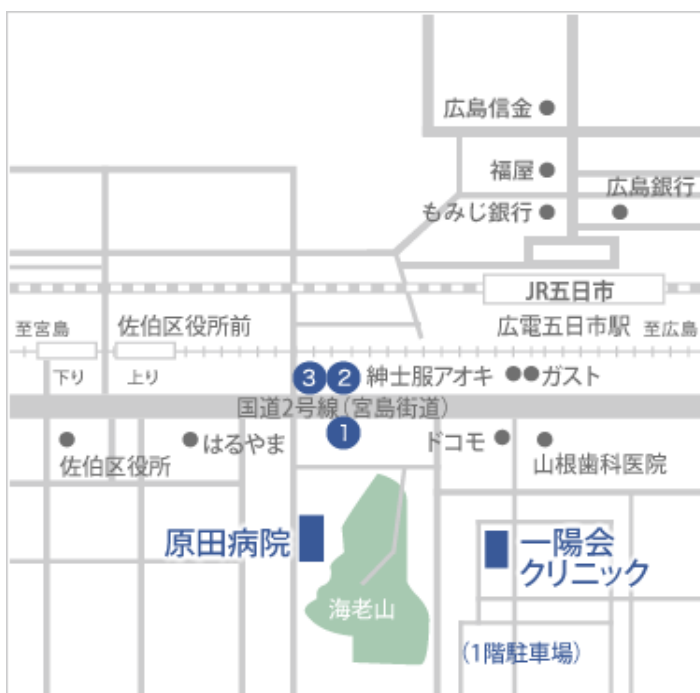 広島信金
福屋
広島銀行
もみじ銀行
JR五日市
至宮島
佐伯区役所前
広電五日市駅
至広島
下り
上り
3
2
紳士服アオキ
ガスト
国道2号線(宮島街道)
1
はるやま
ドコモ
佐伯区役所
山根歯科医院
原田病院
一陽会
クリニック
海老山
(1階駐車場)